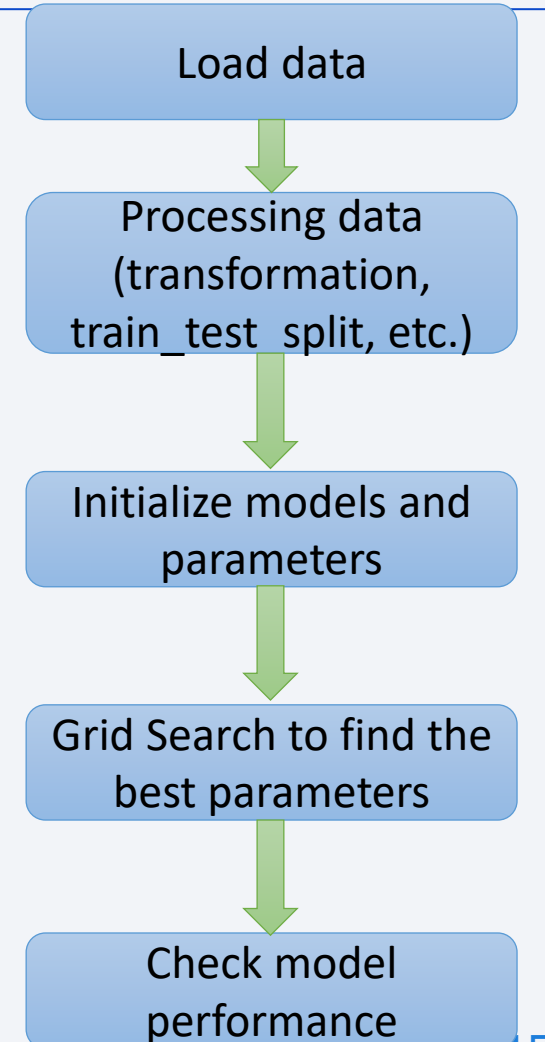 Load data
Processing data
(transformation,
train_test_split, etc.)
Initialize models and
parameters
Grid Search to find the
best parameters
Check model
performance